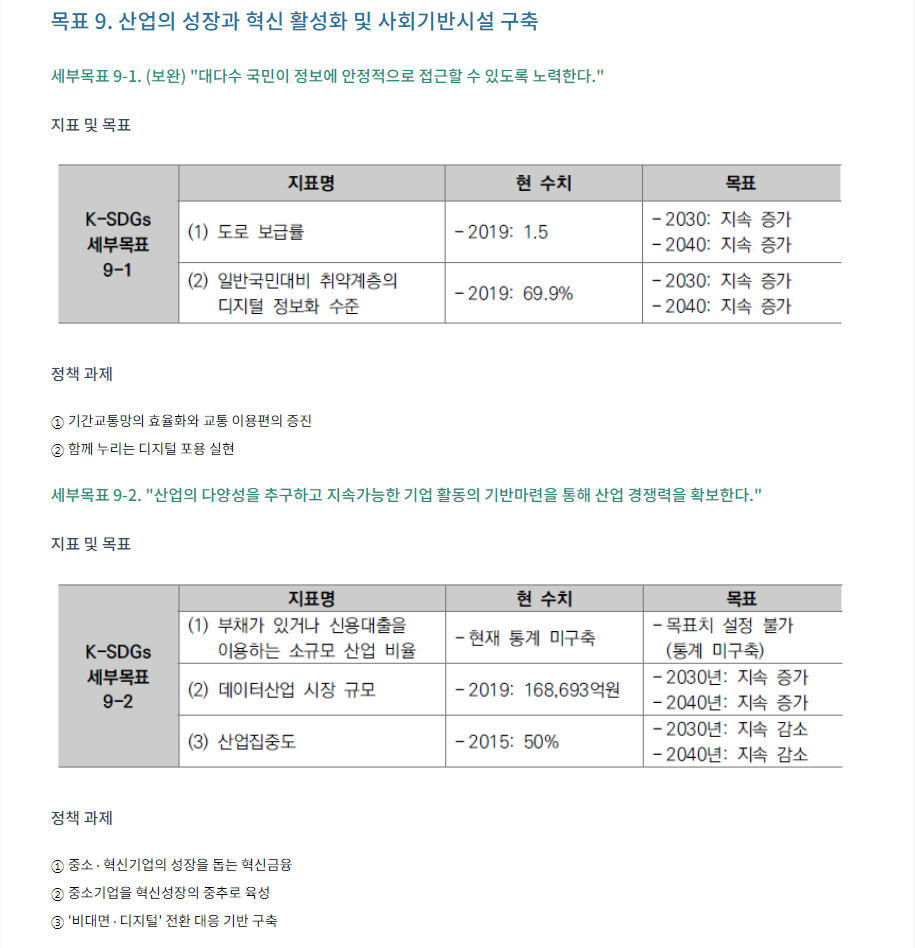 목표 9. 산업의 성장과 혁신 활성화 및 사회기반시설 구축
세부목표 9-1. (보완) "대다수 국민이 정보에 안정적으로 접근할 수 있도록 노력한다."
지표 및 목표
K-SDGs
세부목표
9-1
지표명 현 수치 목표
(1) 도로 보급률 - 2019: 1.5 - 2030: 지속 증가
- 2040: 지속 증가
(2) 일반국민대비 취약계층의
디지털 정보화 수준 - 2019: 69.9% - 2030: 지속 증가
- 2040: 지속 증가
정책 과제
① 기간교통망의 효율화와 교통 이용편의 증진
② 함께 누리는 디지털 포용 실현
세부목표 9-2. "산업의 다양성을 추구하고 지속가능한 기업 활동의 기반마련을 통해 산업 경쟁력을 확보한다."
지표 및 목표
K-SDGs
세부목표
9-2
지표명 현 수치 목표
(1) 부채가 있거나 신용대출을
이용하는 소규모 산업 비율 - 현재 통계 미구축 - 목표치 설정 불가
(통계 미구축)
(2) 데이터산업 시장 규모 - 2019: 168,693억원 - 2030년: 지속 증가
- 2040년: 지속 증가
(3) 산업집중도 - 2015: 50% - 2030년: 지속 감소
- 2040년: 지속 감소
정책 과제
① 중소 · 혁신기업의 성장을 돕는 혁신금융
② 중소기업을 혁신성장의 중추로 육성
③ '비대면 · 디지털' 전환 대응 기반 구축